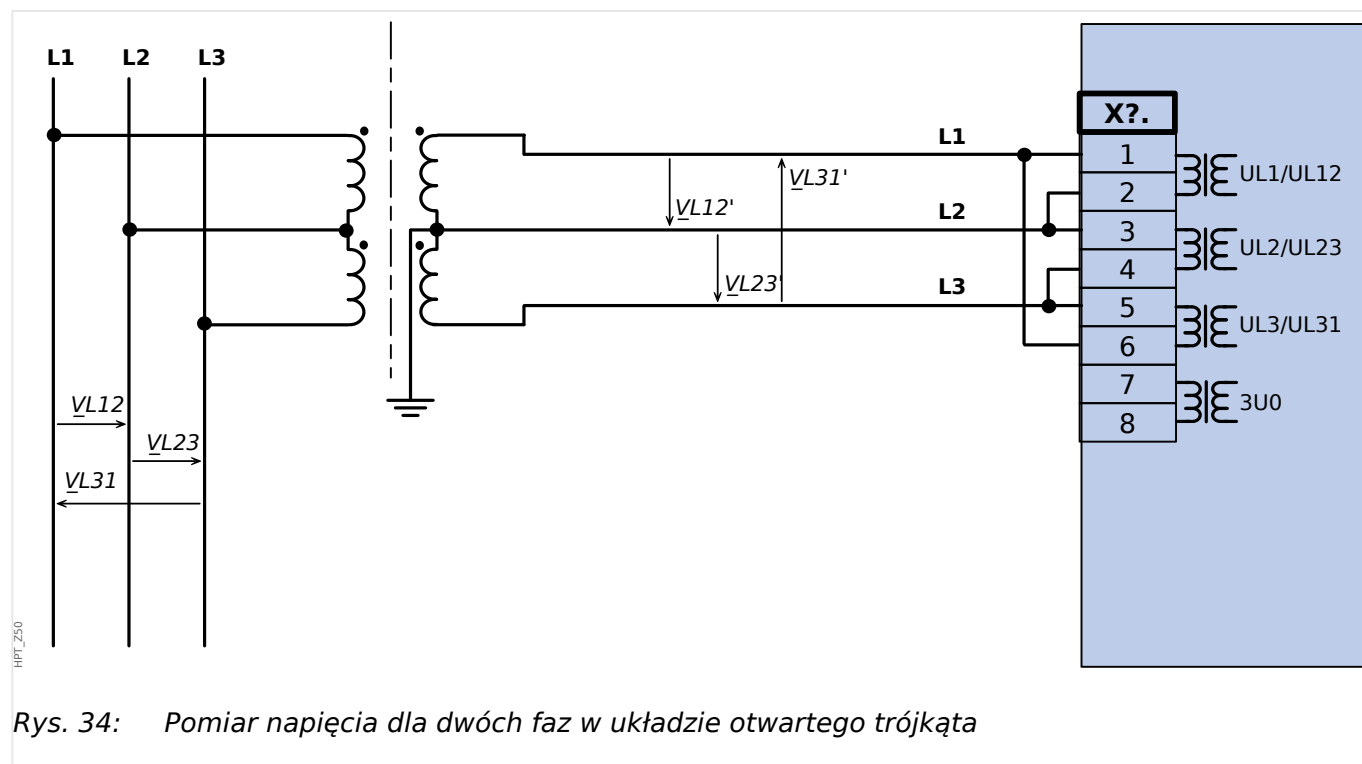 L1 L2 L3
X?.
L1
1
2
UL1/UL12
VL31'
VL12'
L2
3
4
UL2/UL23
VL23'
L3
5
6
UL3/UL31
7
8
3U0
VL12
VL23
VL31
HPT_Z50
Rys. 34: Pomiar napięcia dla dwóch faz w układzie otwartego trójkąta